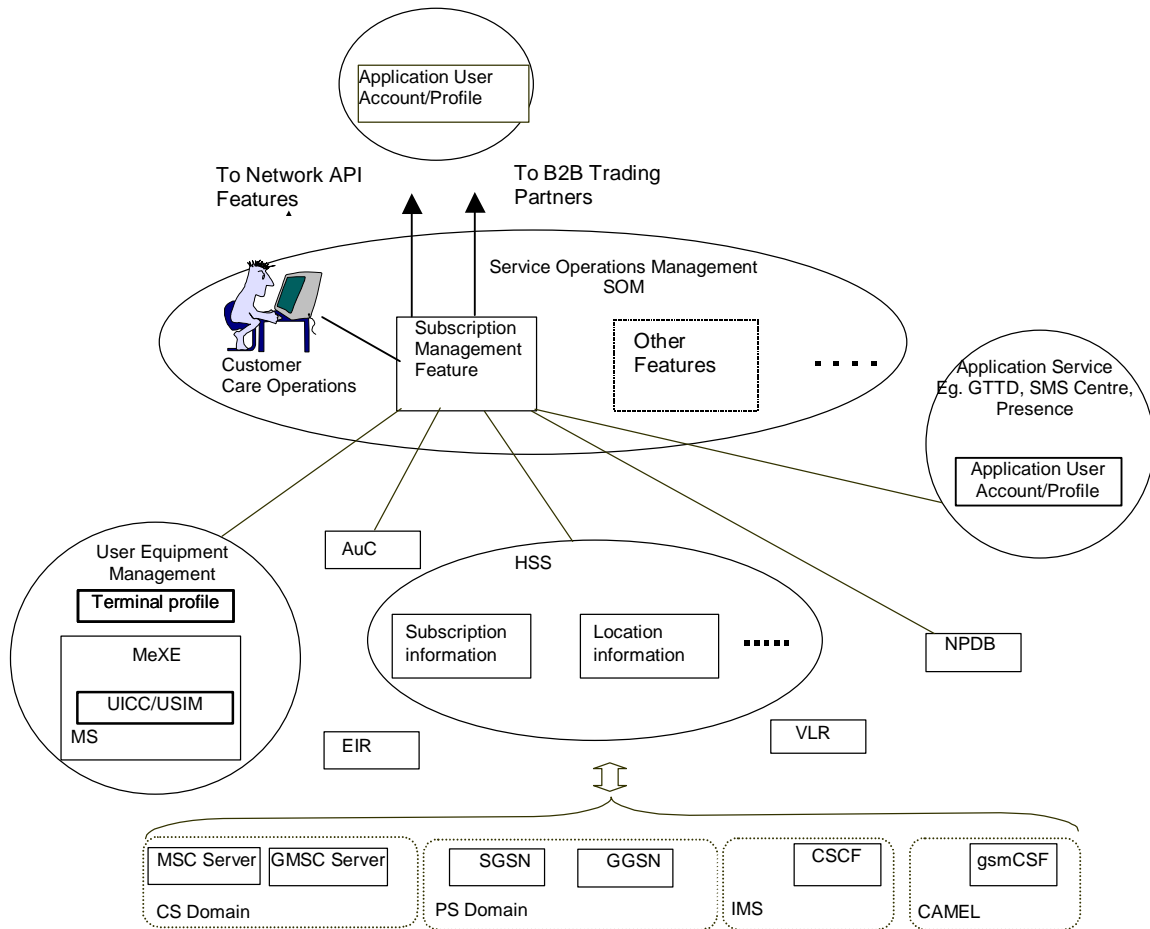 Application User
Account/Profile
To Network API
Features
To B2B Trading
Partners
Service Operations Management
SOM
Customer
Care Operations
Subscription
Management
Feature
Other
Features
Application Service
Eg. GTTD, SMS Centre,
Presence
Application User
Account/Profile
User Equipment
Management
Terminal profile
MeXE
UICC/USIM
MS
AuC
HSS
Subscription
information
Location
information
NPDB
EIR
VLR
MSC Server
GMSC Server
CS Domain
SGSN
GGSN
PS Domain
CSCF
IMS
gsmCSF
CAMEL